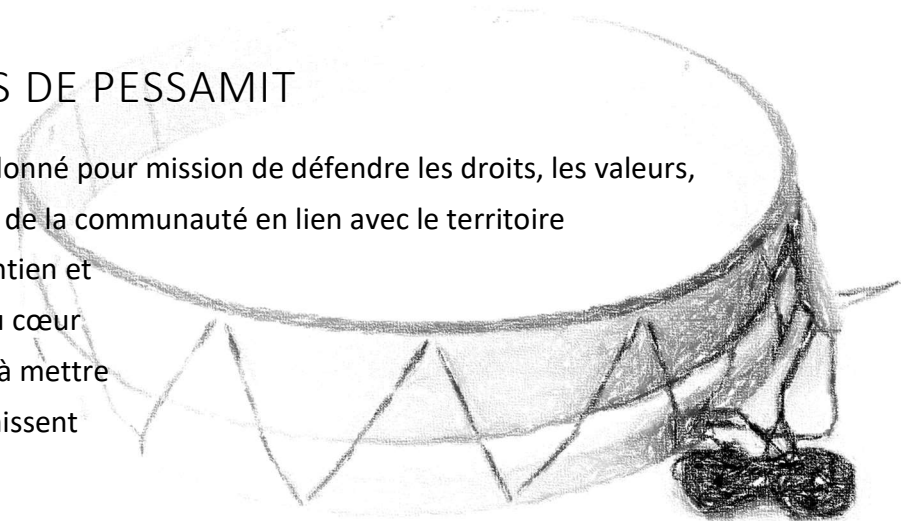 S DE PESSAMIT
donné pour mission de défendre les droits, les valeurs,
de la communauté en lien avec le territoire
ntien et
u cœur
à mettre
issent